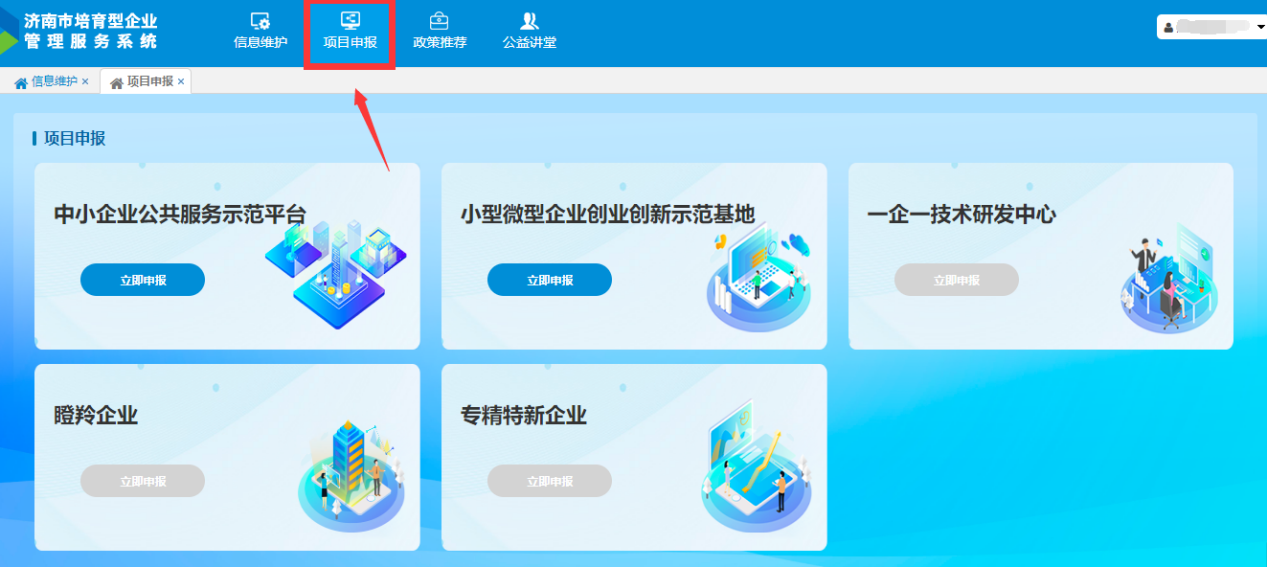 济南市培育型企业
管理服务系统
信息维护
项目申报
政策推荐
公益讲堂
信息维护 ×
项目申报 ×
项目申报
中小企业公共服务示范平台
立即申报
小型微型企业创业创新示范基地
立即申报
一企一技术研发中心
立即申报
瞪羚企业
立即申报
专精特新企业
立即申报